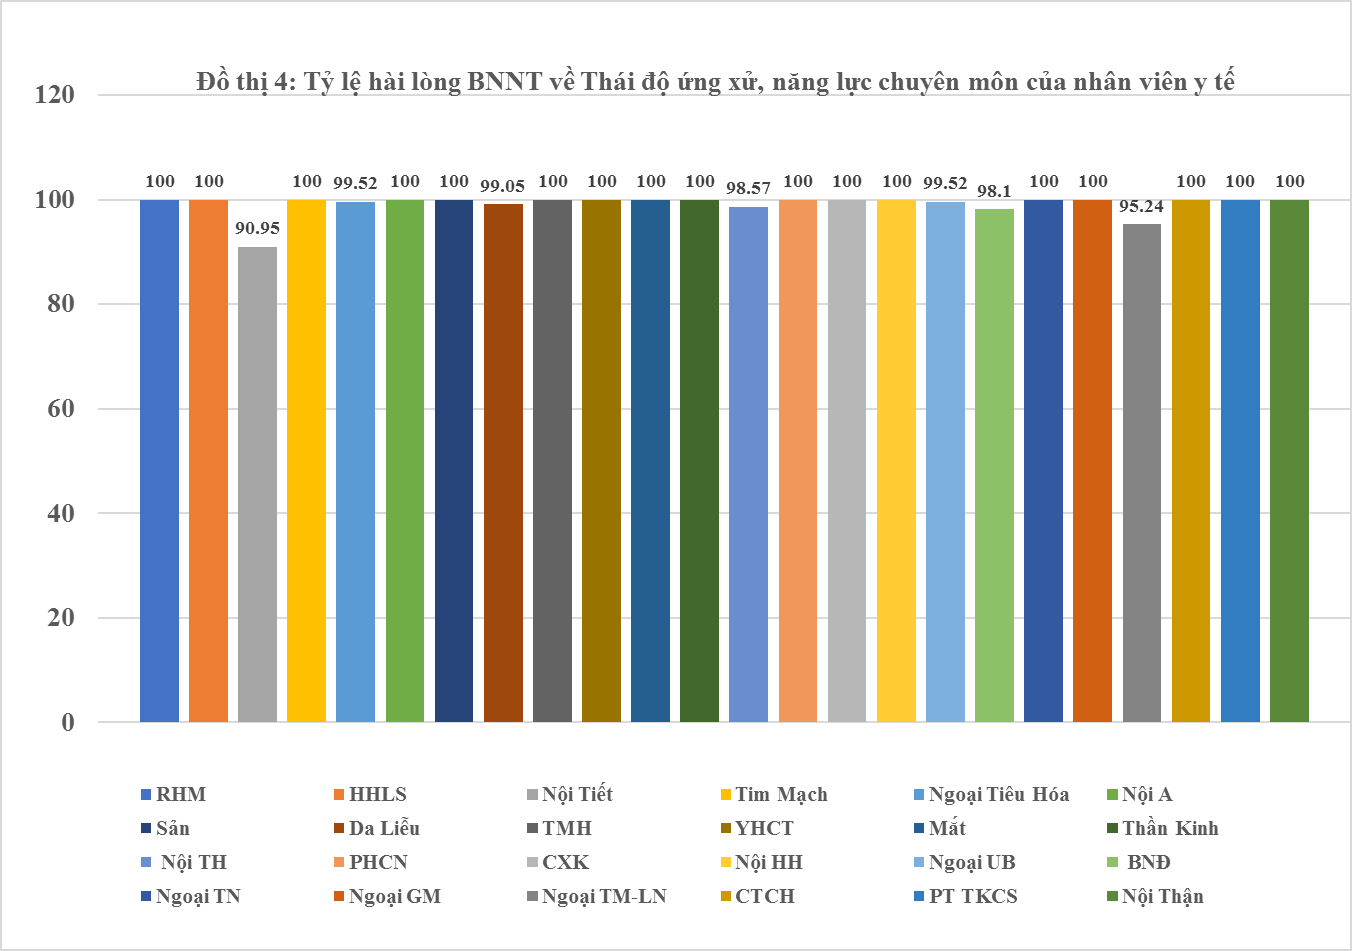 Đồ thị 4: Tỷ lệ hài lòng BNNT về Thái độ ứng xử, năng lực chuyên môn của nhân viên y tế
120
100 100 90.95 100 99.52 100 100 99.05 100 100 100 100 98.57 100 100 100 99.52 98.1 100 100 95.24 100 100 100
100
80
60
40
20
0
RHM HHLS Nội Tiết Tim Mạch Ngoại Tiêu Hóa Nội A
Sản Da Liễu TMH YHCT Mắt Thần Kinh
Nội TH PHCN CXK Nội HH Ngoại UB BNĐ
Ngoại TN Ngoại GM Ngoại TM-LN CTCH PT TKCS Nội Thận